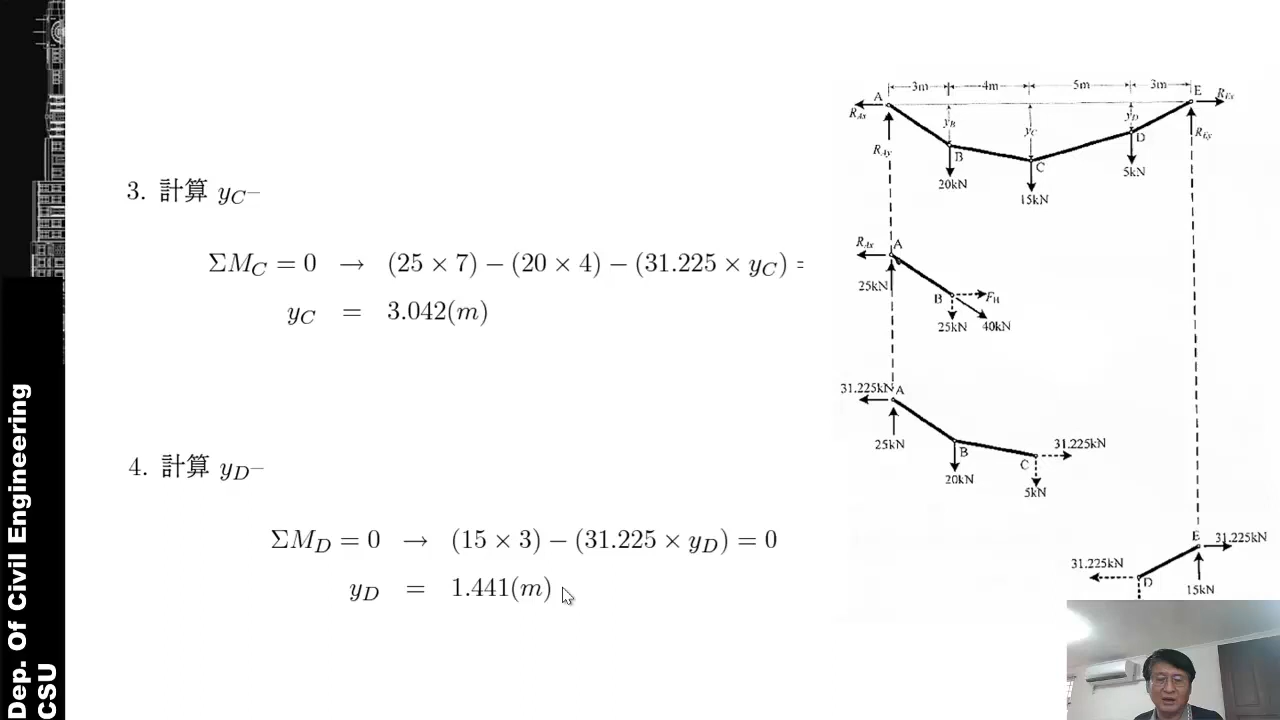 Dep. Of Civil Engineering
CSU
3. 計算 y_C–
ΣM_C = 0 → (25 × 7) − (20 × 4) − (31.225 × y_C) =
y_C = 3.042(m)
4. 計算 y_D–
ΣM_D = 0 → (15 × 3) − (31.225 × y_D) = 0
y_D = 1.441(m)
3m 4m 5m 3m
A E
R_Ax R_Ex
y_B y_C y_D
R_Ay R_Ey
B C D
20kN 15kN 5kN
R_Ax A
25kN
B F_H
25kN 40kN
31.225kN A
25kN
B C 31.225kN
20kN 5kN
E 31.225kN
31.225kN D
15kN